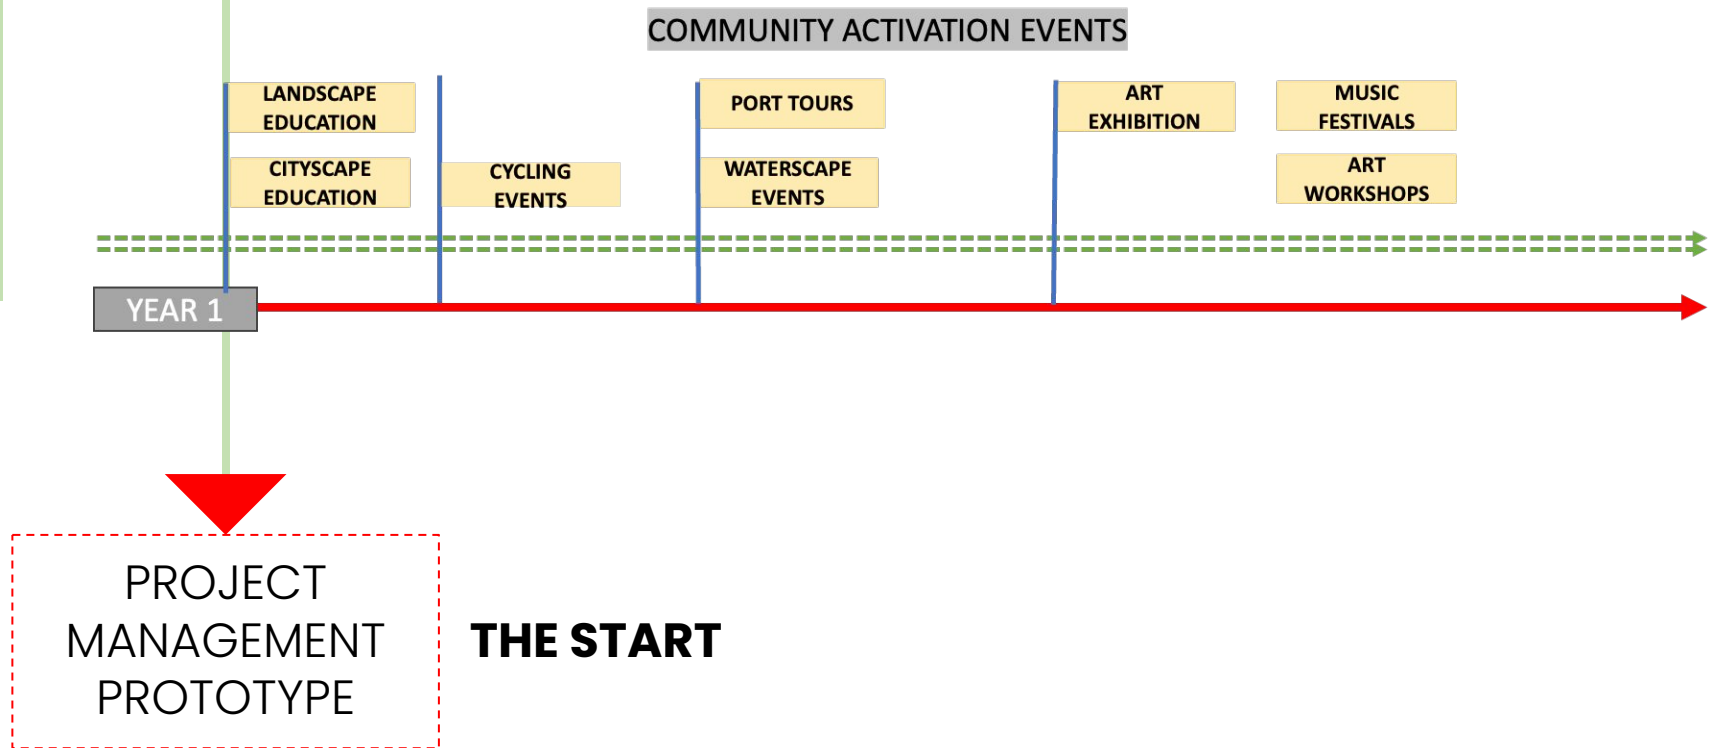 COMMUNITY ACTIVATION EVENTS
LANDSCAPE
EDUCATION
CITYSCAPE
EDUCATION
CYCLING
EVENTS
PORT TOURS
WATERSCAPE
EVENTS
ART
EXHIBITION
MUSIC
FESTIVALS
ART
WORKSHOPS
YEAR 1
PROJECT
MANAGEMENT
PROTOTYPE
THE START